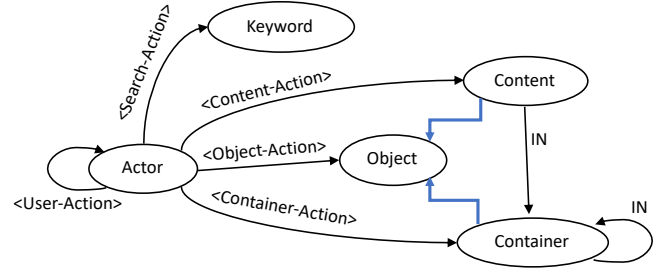 Keyword
<Search-Action>
<Content-Action>
Content
<Object-Action>
IN
Actor
Object
<User-Action>
<Container-Action>
IN
Container